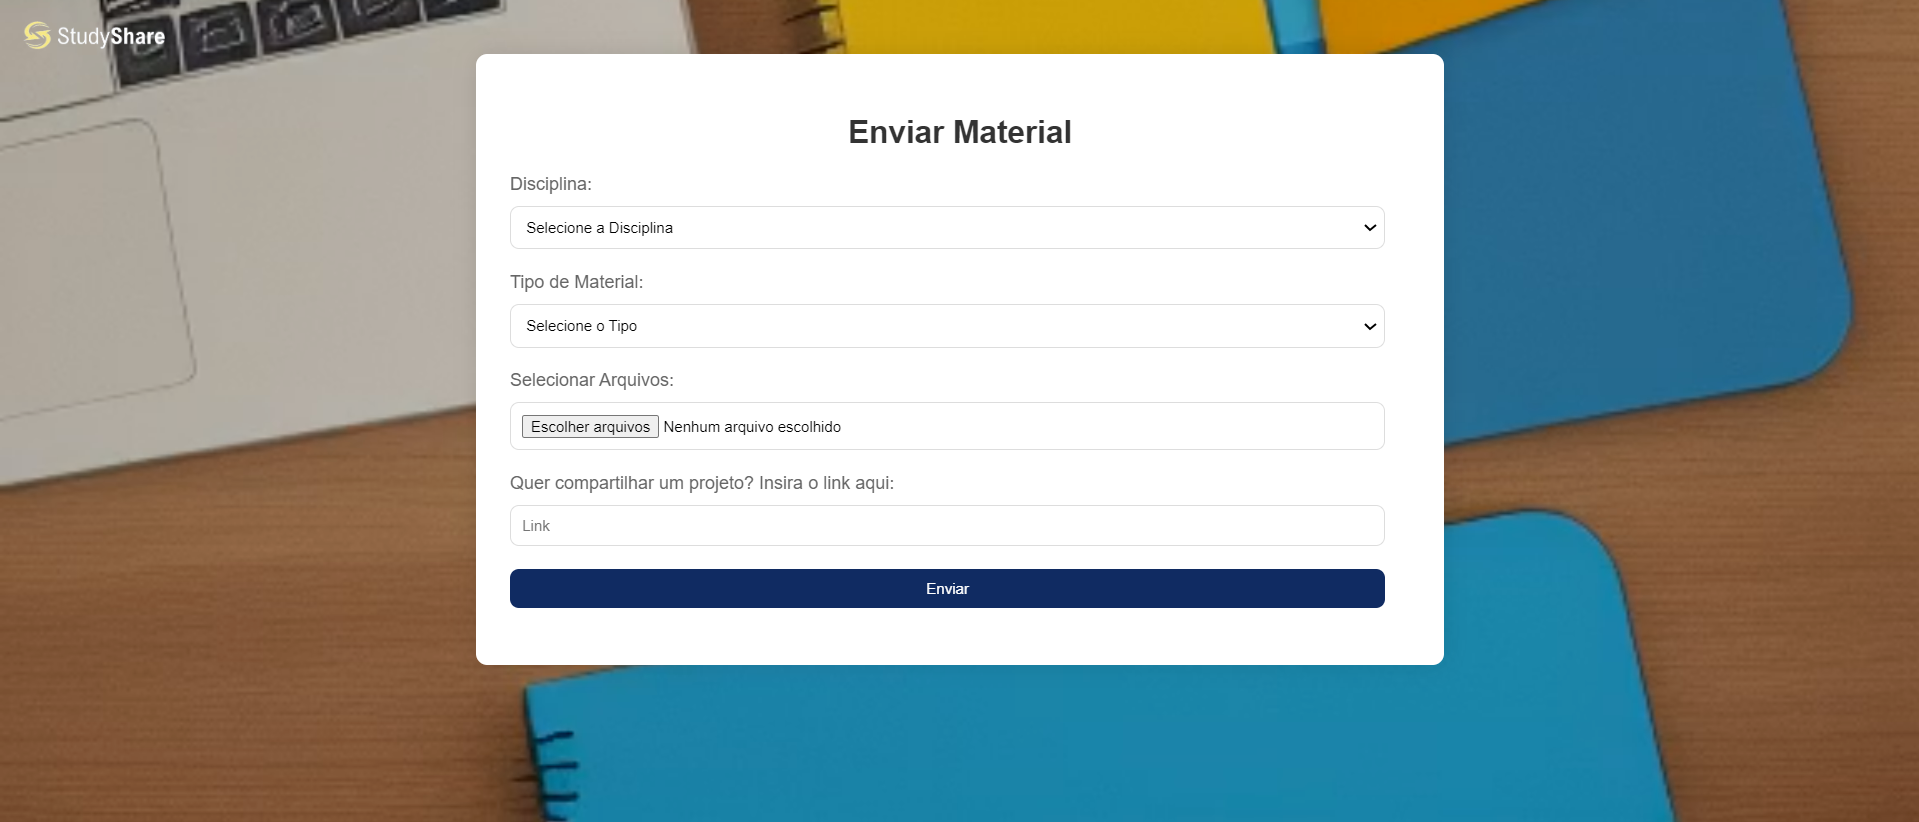 StudyShare
Enviar Material
Disciplina:
Selecione a Disciplina
Tipo de Material:
Selecione o Tipo
Selecionar Arquivos:
Escolher arquivos Nenhum arquivo escolhido
Quer compartilhar um projeto? Insira o link aqui:
Link
Enviar